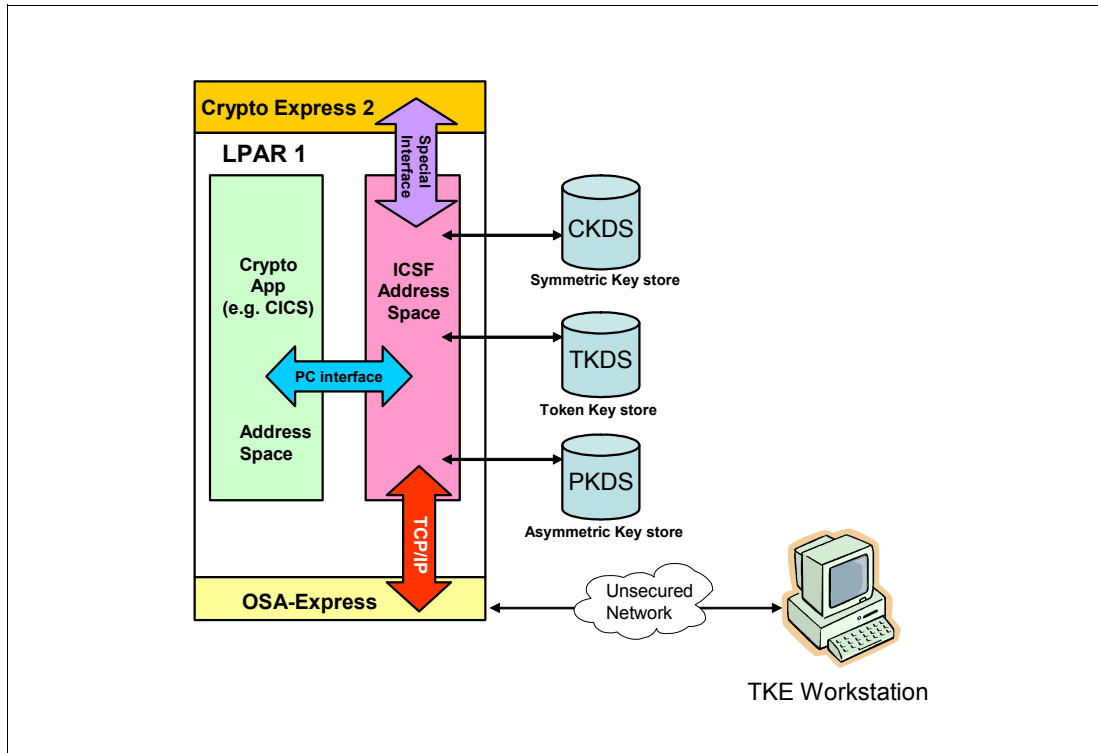 Crypto Express 2
Special
Interface
LPAR 1
Crypto
App
(e.g. CICS)
Address
Space
PC interface
ICSF
Address
Space
TCP/IP
OSA-Express
CKDS
Symmetric Key store
TKDS
Token Key store
PKDS
Asymmetric Key store
Unsecured
Network
TKE Workstation